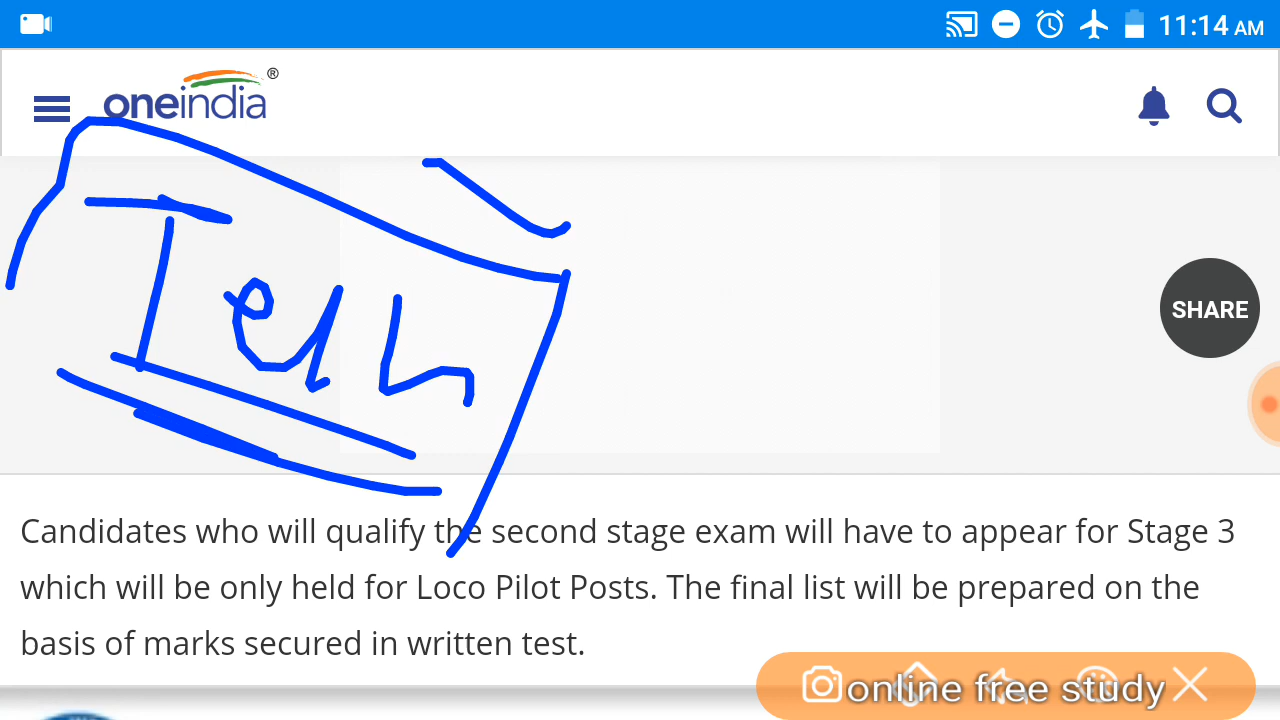 11:14 AM
oneindia®
SHARE
Candidates who will qualify the second stage exam will have to appear for Stage 3
which will be only held for Loco Pilot Posts. The final list will be prepared on the
basis of marks secured in written test.
online free study